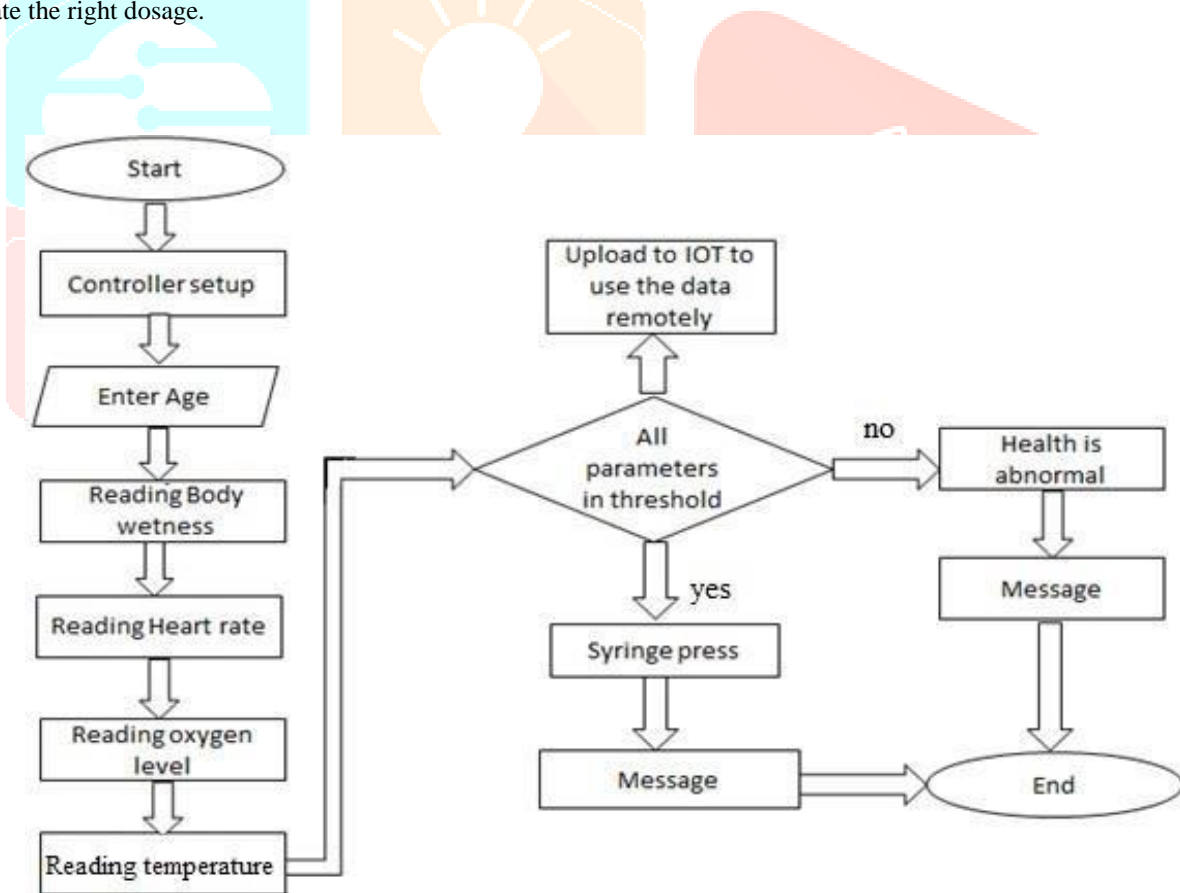 ate the right dosage.
Start
Controller setup
Enter Age
Reading Body
wetness
Reading Heart rate
Reading oxygen
level
Reading temperature
Upload to IOT to
use the data
remotely
All
parameters
in threshold
no
Health is
abnormal
Message
yes
Syringe press
Message
End